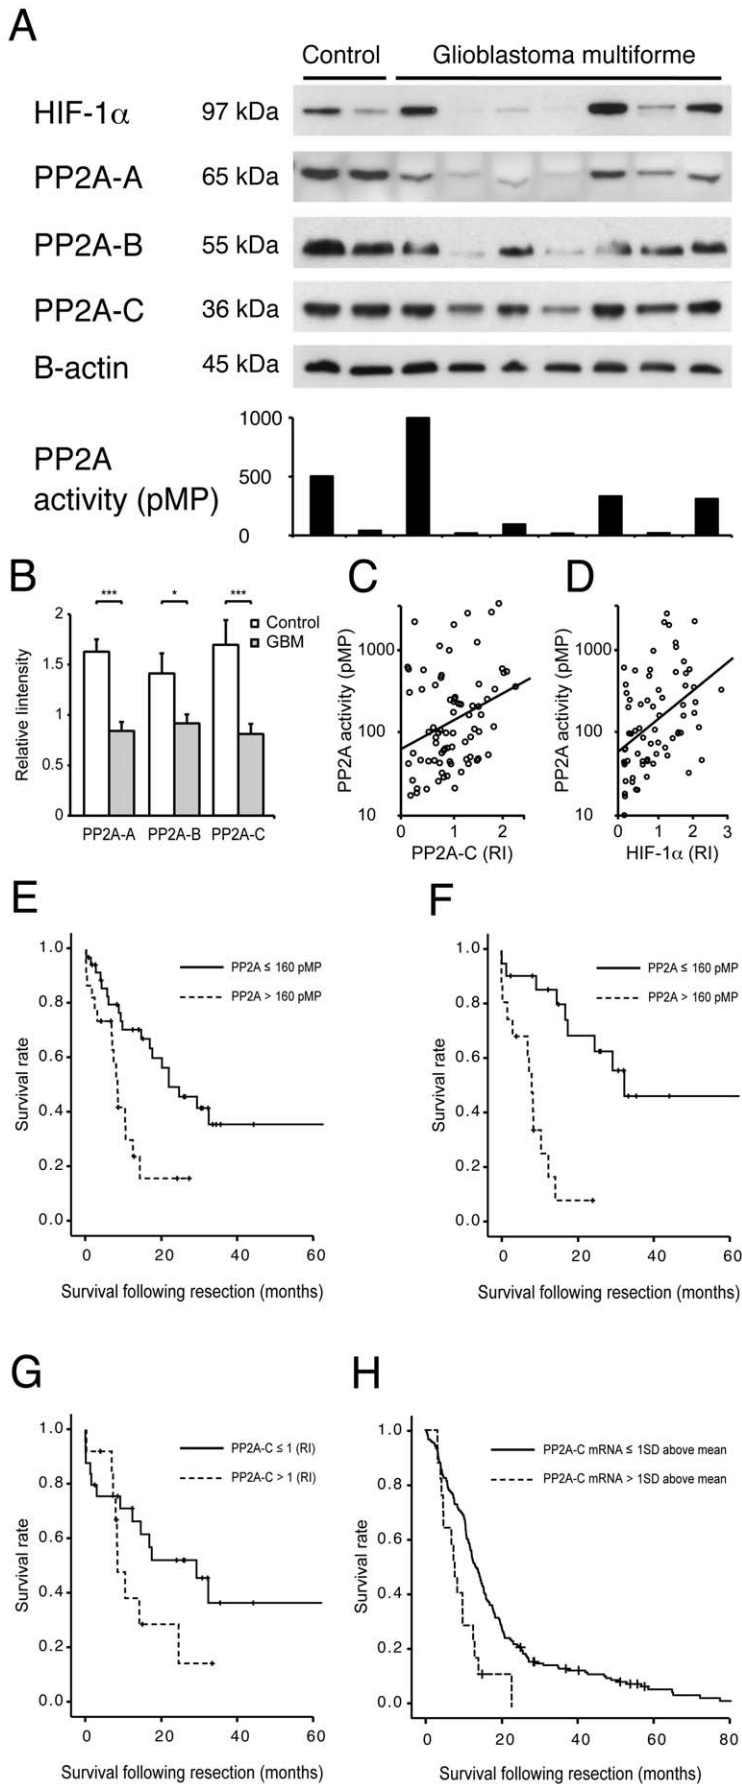 A
Control Glioblastoma multiforme
HIF-1α 97 kDa
PP2A-A 65 kDa
PP2A-B 55 kDa
PP2A-C 36 kDa
B-actin 45 kDa
PP2A
activity (pMP)
1000
500
0
B
Relative Iintensity
2
1.5
1
0.5
0
*** * ***
Control
GBM
PP2A-A PP2A-B PP2A-C
C
PP2A activity (pMP)
1000
100
10
0 1 2
PP2A-C (RI)
D
PP2A activity (pMP)
1000
100
10
0 1 2 3
HIF-1α (RI)
E
Survival rate
1.0
0.8
0.6
0.4
0.2
0.0
PP2A ≤ 160 pMP
PP2A > 160 pMP
0 20 40 60
Survival following resection (months)
F
Survival rate
1.0
0.8
0.6
0.4
0.2
0.0
PP2A ≤ 160 pMP
PP2A > 160 pMP
0 20 40 60
Survival following resection (months)
G
Survival rate
1.0
0.8
0.6
0.4
0.2
0.0
PP2A-C ≤ 1 (RI)
PP2A-C > 1 (RI)
0 20 40 60
Survival following resection (months)
H
Survival rate
1.0
0.8
0.6
0.4
0.2
0.0
PP2A-C mRNA ≤ 1SD above mean
PP2A-C mRNA > 1SD above mean
0 20 40 60 80
Survival following resection (months)